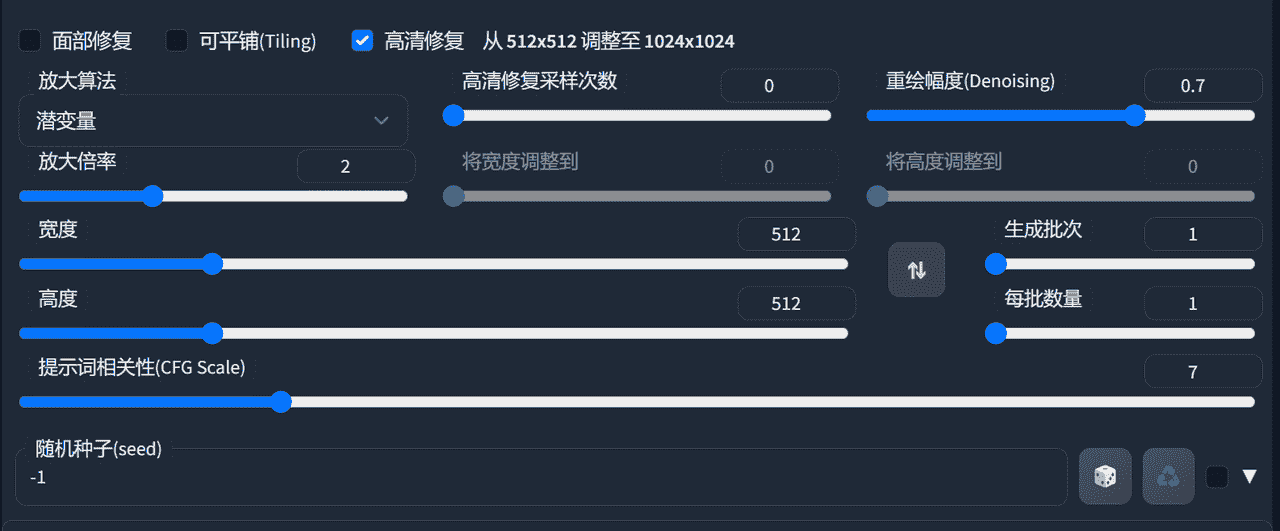 面部修复 可平铺(Tiling) 高清修复 从 512x512 调整至 1024x1024
放大算法 高清修复采样次数 0 重绘幅度(Denoising) 0.7
潜变量
放大倍率 2 将宽度调整到 0 将高度调整到 0
宽度 512 生成批次 1
高度 512 每批数量 1
提示词相关性(CFG Scale) 7
随机种子(seed)
-1